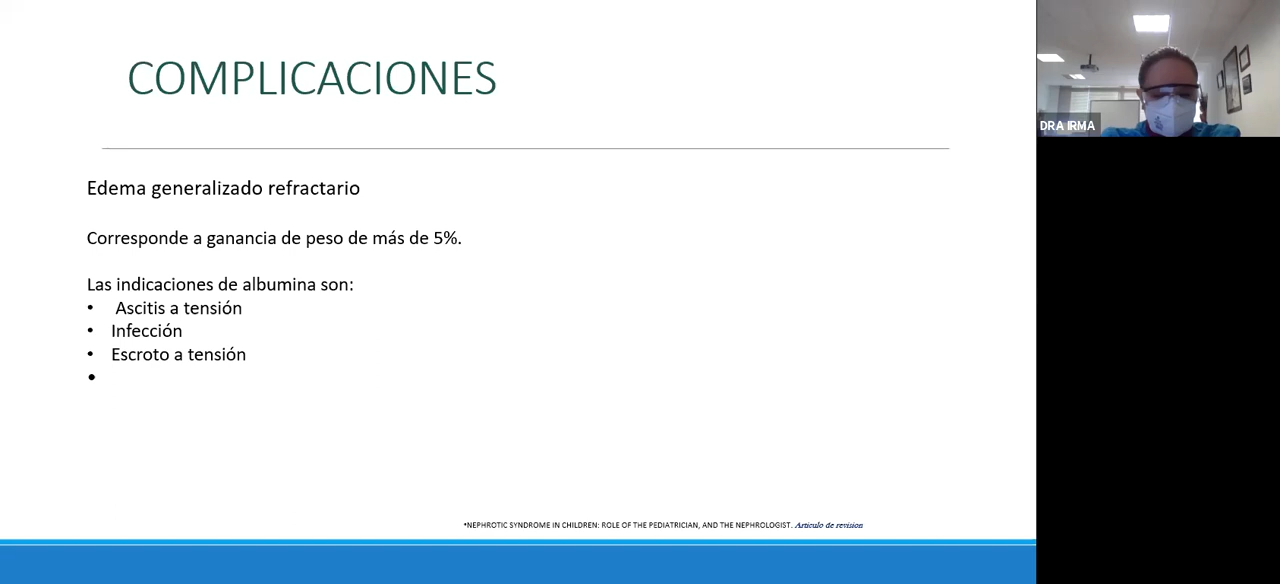 COMPLICACIONES
DRA IRMA
Edema generalizado refractario
Corresponde a ganancia de peso de más de 5%.
Las indicaciones de albumina son:
• Ascitis a tensión
• Infección
• Escroto a tensión
•
*NEPHROTIC SYNDROME IN CHILDREN: ROLE OF THE PEDIATRICIAN, AND THE NEPHROLOGIST. Articulo de revision